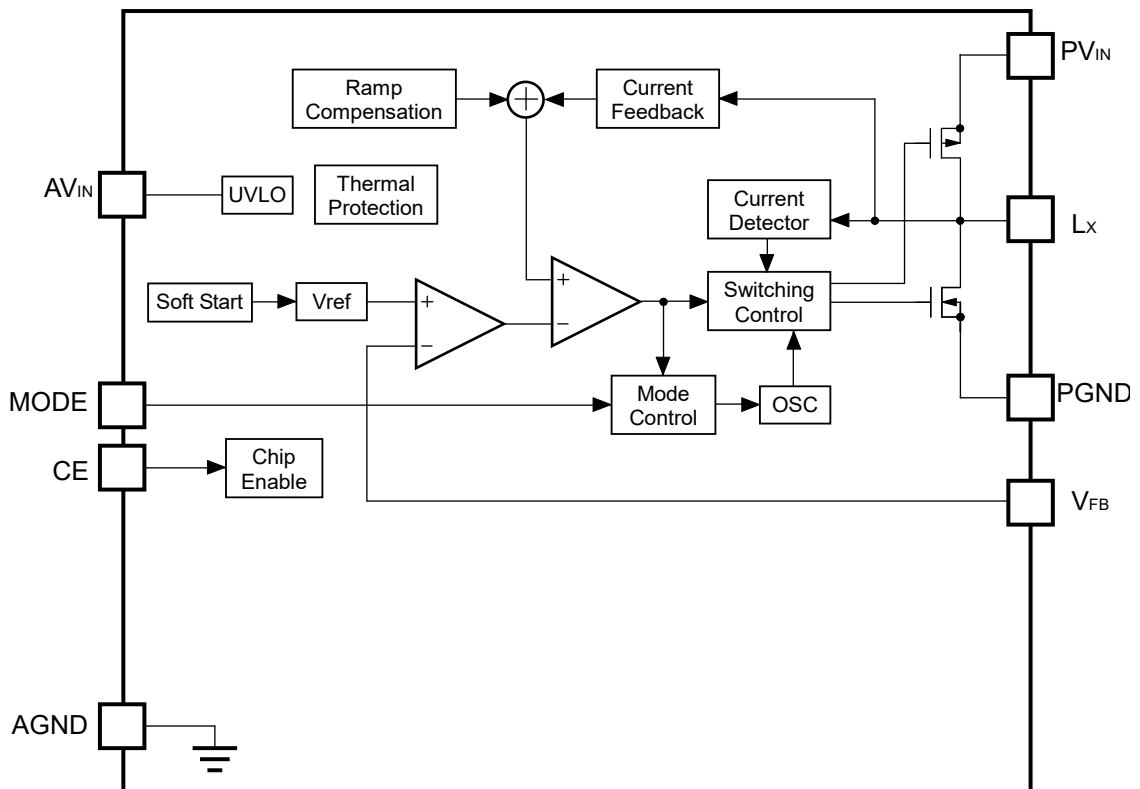 PVIN
Ramp
Compensation
Current
Feedback
AVIN
UVLO
Thermal
Protection
Current
Detector
LX
Soft Start
Vref
+
−
+
−
Switching
Control
MODE
Mode
Control
OSC
PGND
CE
Chip
Enable
VFB
AGND